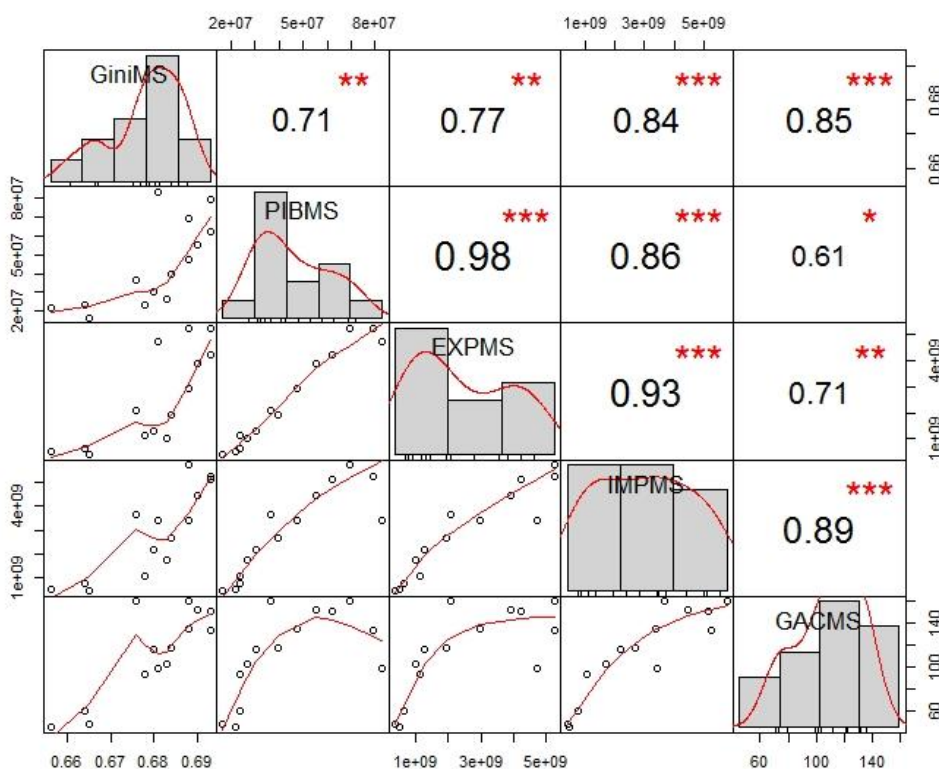 2e+07 5e+07 8e+07 1e+09 3e+09 5e+09
GiniMS ** ** *** ***
0.71 0.77 0.84 0.85
0.66 0.68
PIBMS *** *** *
0.98 0.86 0.61
2e+07 5e+07 8e+07
EXPMS *** **
0.93 0.71
1e+09 4e+09
IMPMS ***
0.89
1e+09 4e+09
GACMS
60 100 140
0.66 0.67 0.68 0.69 1e+09 3e+09 5e+09 60 100 140